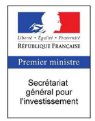 Liberté • Égalité • Fraternité
RÉPUBLIQUE FRANÇAISE
Premier ministre
Secrétariat
général pour
l'investissement